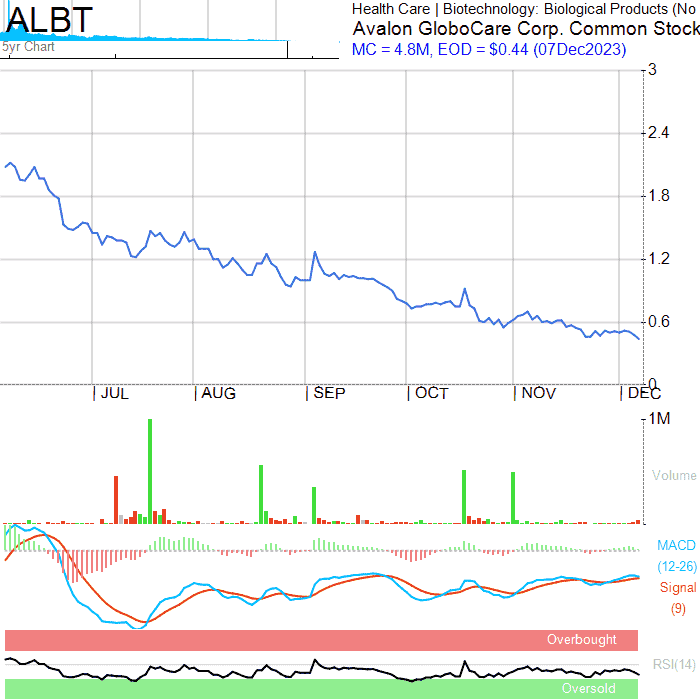 ALBT
5yr Chart
Health Care | Biotechnology: Biological Products (No
Avalon GloboCare Corp. Common Stock
MC = 4.8M, EOD = $0.44 (07Dec2023)
3
2.4
1.8
1.2
0.6
0
JUL AUG SEP OCT NOV DEC
1M
Volume
MACD
(12-26)
Signal
(9)
Overbought
RSI(14)
Oversold